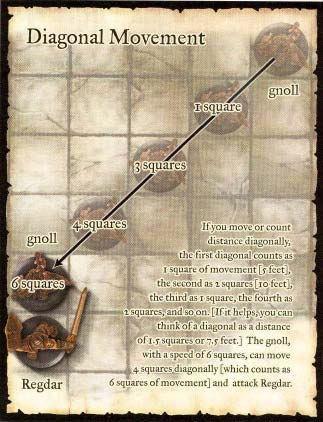 Diagonal Movement
gnoll
1 square
3 squares
4 squares
gnoll
6 squares
If you move or count
distance diagonally,
the first diagonal counts as
1 square of movement [5 feet],
the second as 2 squares [10 feet],
the third as 1 square, the fourth as
2 squares, and so on. [If it helps, you can
think of a diagonal as a distance
of 1.5 squares or 7.5 feet.] The gnoll,
with a speed of 6 squares, can move
4 squares diagonally [which counts as
6 squares of movement] and attack Regdar.
Regdar